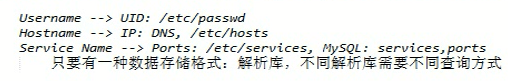 Username --> UID: /etc/passwd
Hostname --> IP: DNS, /etc/hosts
Service Name --> Ports: /etc/services, MySQL: services,ports
只要有一种数据存储格式：解析库，不同解析库需要不同查询方式